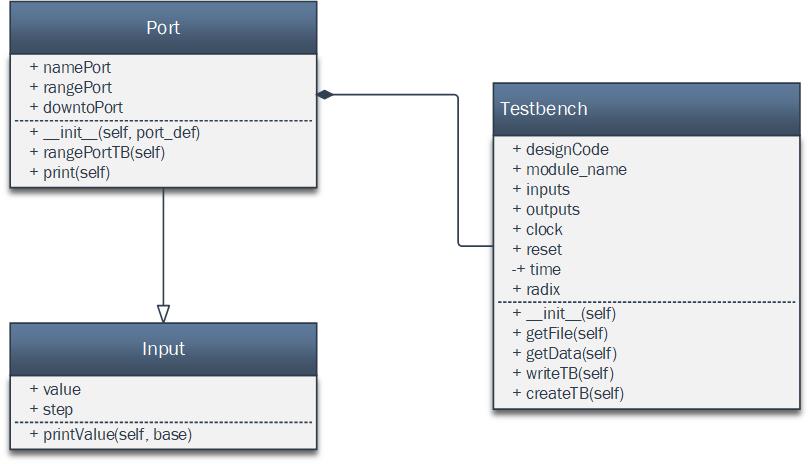 Port
+ namePort
+ rangePort
+ downtoPort
+ __init__(self, port_def)
+ rangePortTB(self)
+ print(self)
Testbench
+ designCode
+ module_name
+ inputs
+ outputs
+ clock
+ reset
-+ time
+ radix
+ __init__(self)
+ getFile(self)
+ getData(self)
+ writeTB(self)
+ createTB(self)
Input
+ value
+ step
+ printValue(self, base)